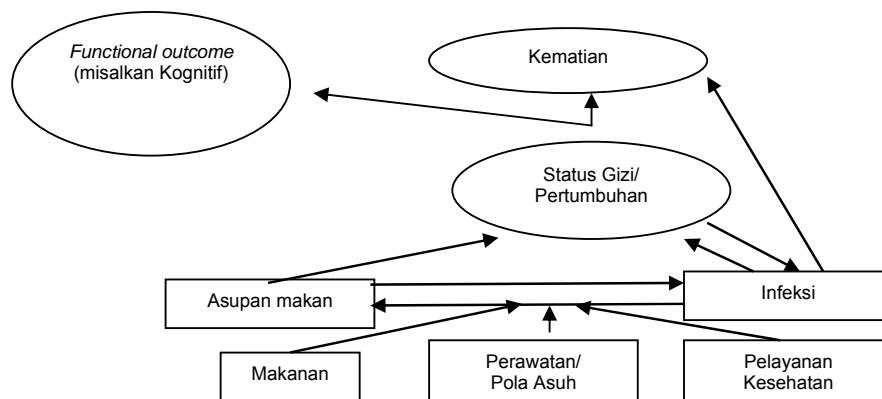 Functional outcome
(misalkan Kognitif)
Kematian
Status Gizi/
Pertumbuhan
Asupan makan
Infeksi
Makanan
Perawatan/
Pola Asuh
Pelayanan
Kesehatan